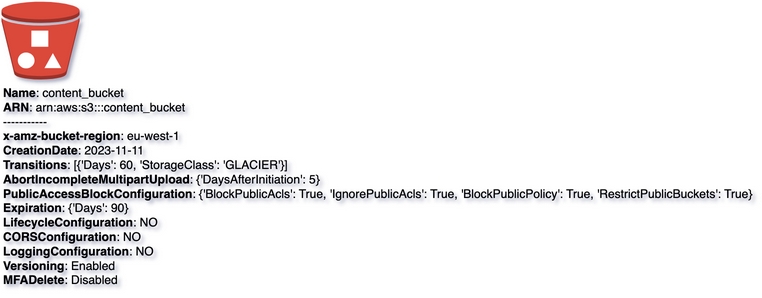 Name: content_bucket
ARN: arn:aws:s3:::content_bucket
-----------
x-amz-bucket-region: eu-west-1
CreationDate: 2023-11-11
Transitions: [{'Days': 60, 'StorageClass': 'GLACIER'}]
AbortIncompleteMultipartUpload: {'DaysAfterInitiation': 5}
PublicAccessBlockConfiguration: {'BlockPublicAcls': True, 'IgnorePublicAcls': True, 'BlockPublicPolicy': True, 'RestrictPublicBuckets': True}
Expiration: {'Days': 90}
LifecycleConfiguration: NO
CORSConfiguration: NO
LoggingConfiguration: NO
Versioning: Enabled
MFADelete: Disabled